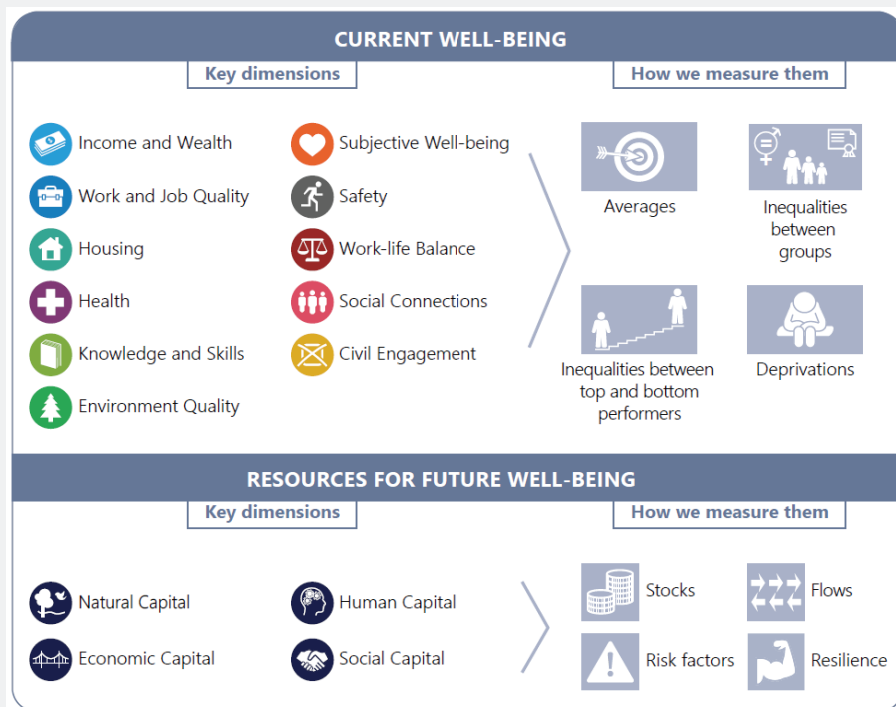 CURRENT WELL-BEING
Key dimensions
How we measure them
Income and Wealth
Work and Job Quality
Housing
Health
Knowledge and Skills
Environment Quality
Subjective Well-being
Safety
Work-life Balance
Social Connections
Civil Engagement
Averages
Inequalities
between
groups
Inequalities between
top and bottom
performers
Deprivations
RESOURCES FOR FUTURE WELL-BEING
Key dimensions
How we measure them
Natural Capital
Economic Capital
Human Capital
Social Capital
Stocks
Flows
Risk factors
Resilience